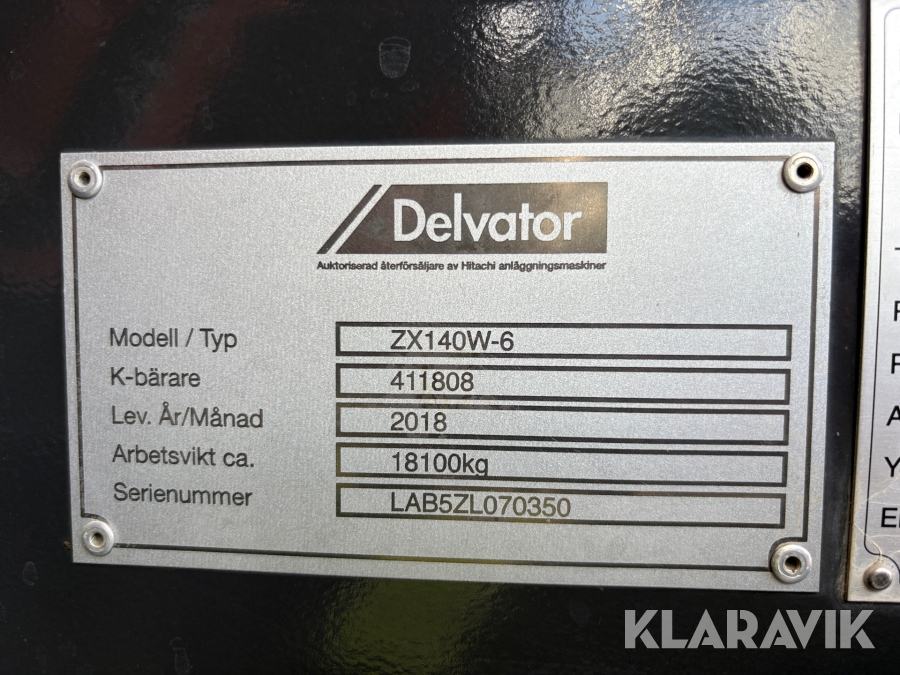 Delvator
Auktoriserad återförsäljare av Hitachi anläggningsmaskiner
Modell / Typ ZX140W-6
K-bärare 411808
Lev. År/Månad 2018
Arbetsvikt ca. 18100kg
Serienummer LAB5ZL070350
KLARAVIK